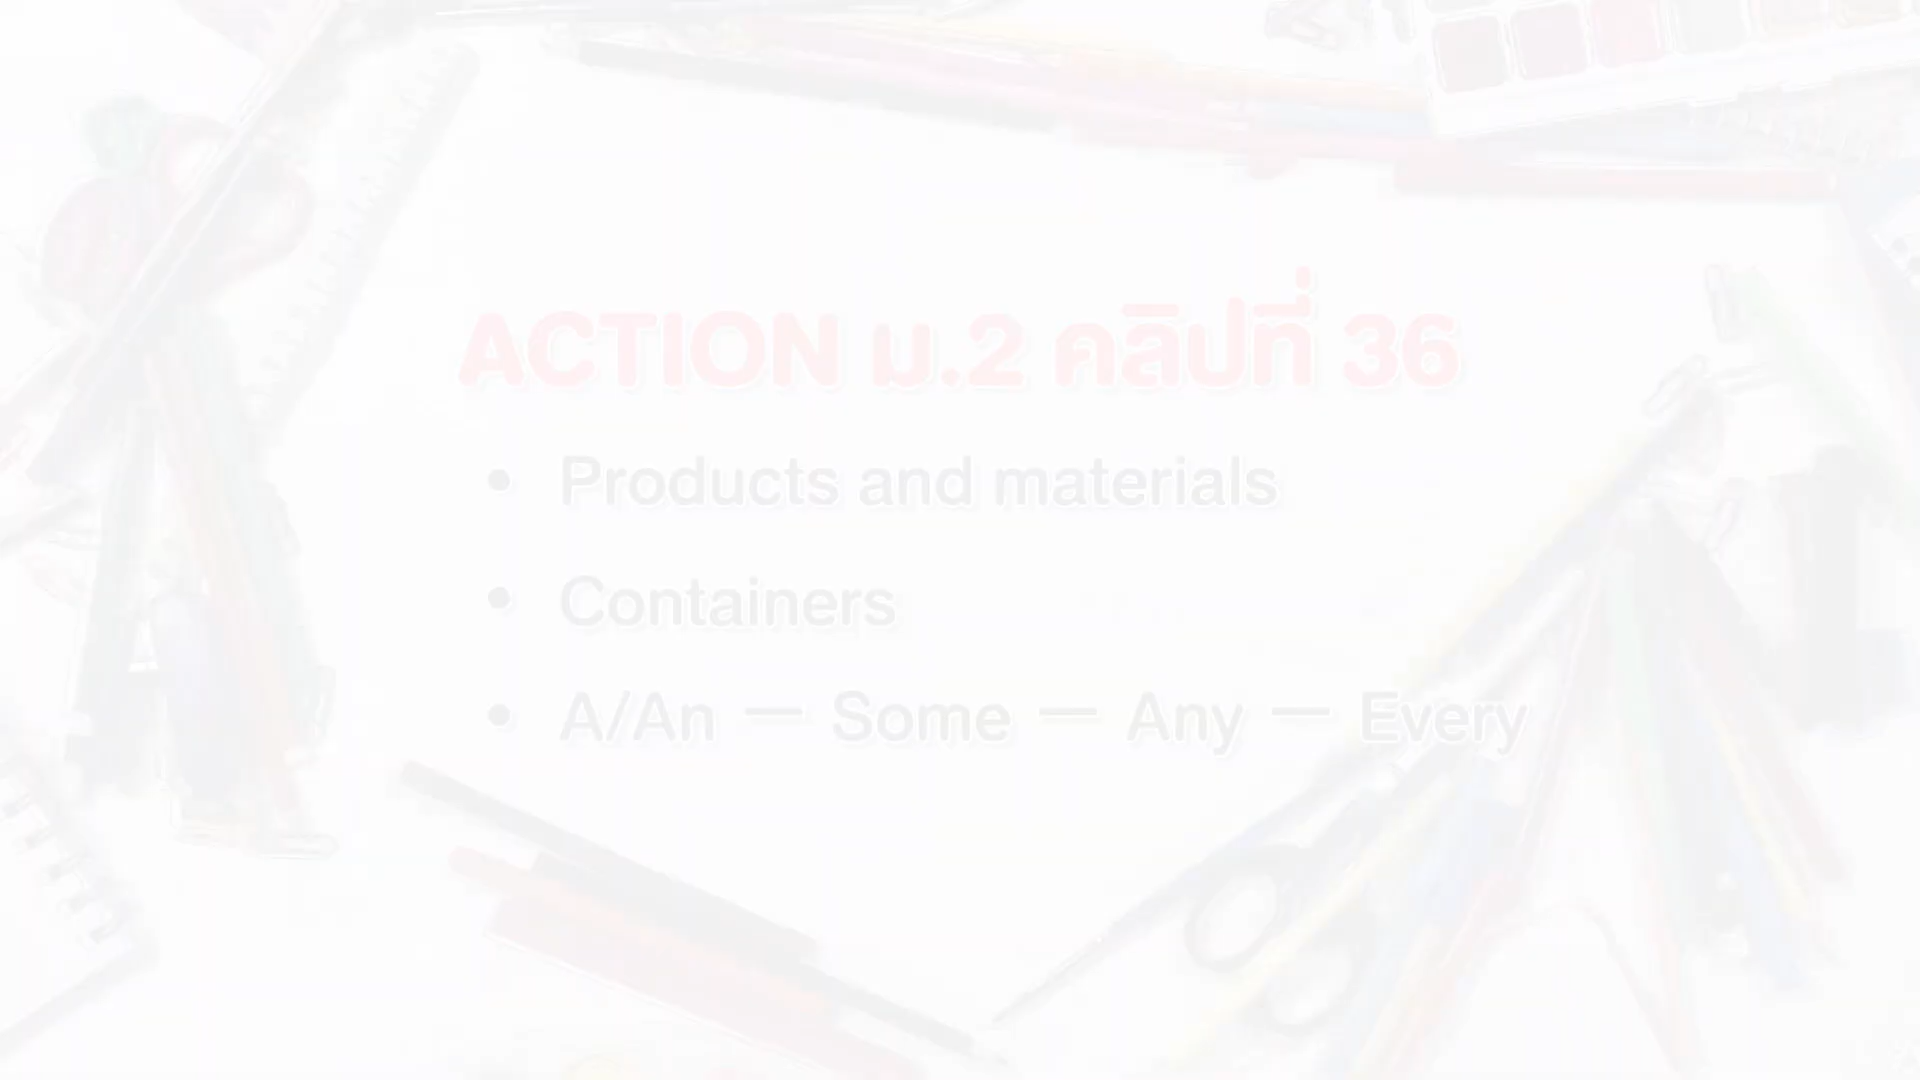 ACTION ม.2 คลิปที่ 36
• Products and materials
• Containers
• A/An — Some — Any — Every